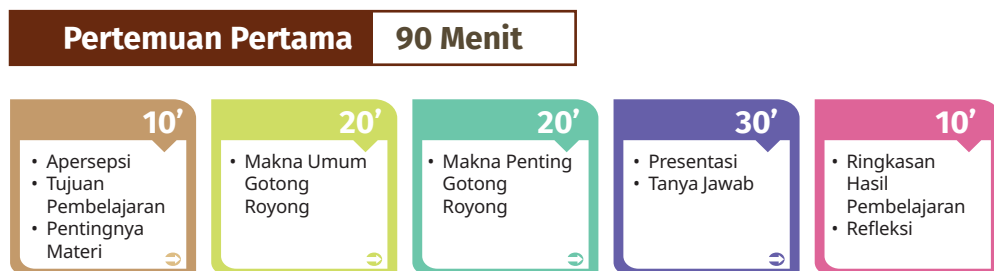 Pertemuan Pertama 90 Menit
10’
• Apersepsi
• Tujuan
Pembelajaran
• Pentingnya
Materi
20’
• Makna Umum
Gotong
Royong
20’
• Makna Penting
Gotong
Royong
30’
• Presentasi
• Tanya Jawab
10’
• Ringkasan
Hasil
Pembelajaran
• Refleksi